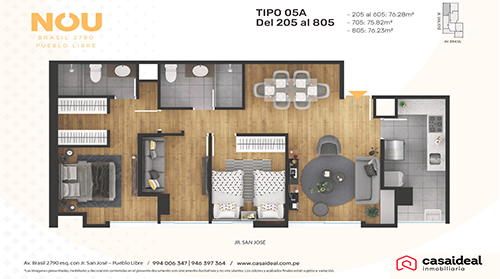 NOU
BRASIL 2790
PUEBLO LIBRE
TIPO 05A
Del 205 al 805
- 205 al 605: 76.28m²
- 705: 75.82m²
- 805: 76.23m²
AV. BRASIL
JR. SAN JOSÉ
Av. Brasil 2790 esq. con Jr. San José – Pueblo Libre / 994 006 347 | 946 397 364 / www.casaideal.com.pe
casaideal
inmobiliaria